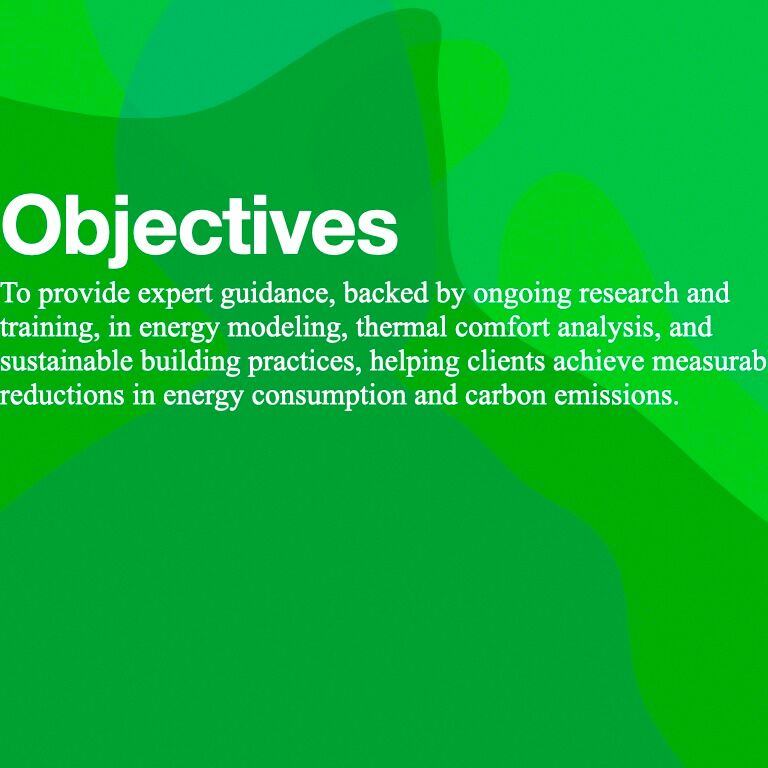 Objectives
To provide expert guidance, backed by ongoing research and
training, in energy modeling, thermal comfort analysis, and
sustainable building practices, helping clients achieve measurab
reductions in energy consumption and carbon emissions.